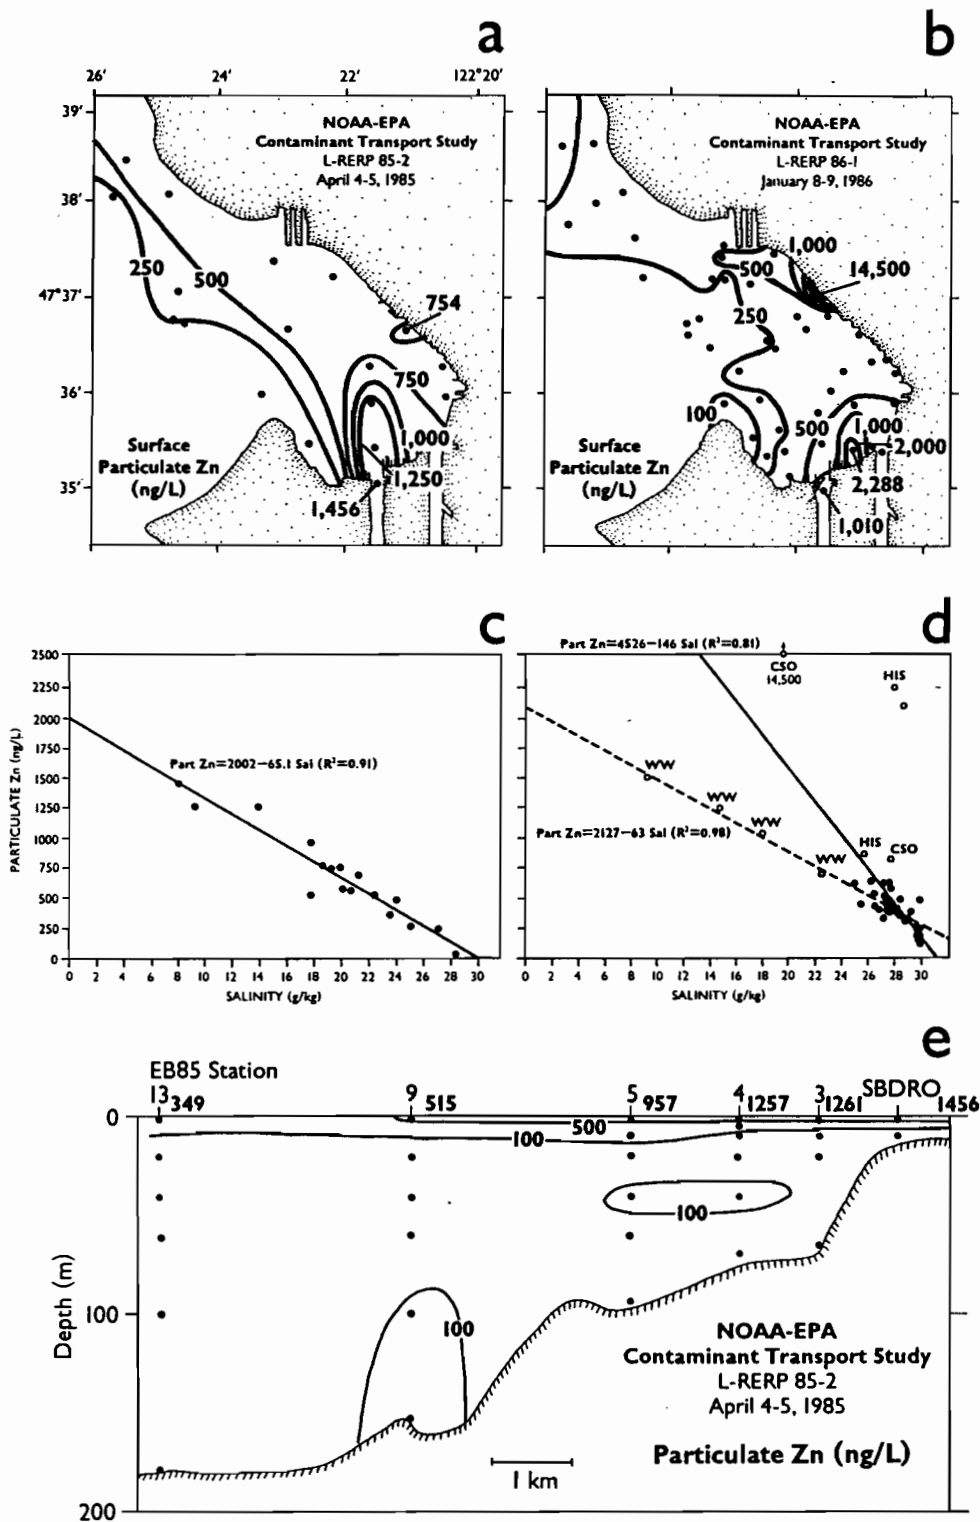 a
b
26' 24' 22' 122°20'
39'
38'
47°37'
36'
35'
NOAA-EPA
Contaminant Transport Study
L-RERP 85-2
April 4-5, 1985
250
500
754
750
1,000
1,250
1,456
Surface
Particulate Zn
(ng/L)
NOAA-EPA
Contaminant Transport Study
L-RERP 86-1
January 8-9, 1986
1,000
500
14,500
250
100
500
1,000
2,000
2,288
1,010
Surface
Particulate Zn
(ng/L)
c
PARTICULATE Zn (ng/L)
2500
2250
2000
1750
1500
1250
1000
750
500
250
0
Part Zn=2002-65.1 Sal (R²=0.91)
0 2 4 6 8 10 12 14 16 18 20 22 24 26 28 30
SALINITY (g/kg)
d
Part Zn=4526-146 Sal (R²=0.81)
CSO
14,500
HIS
WW
WW
WW
Part Zn=2127-63 Sal (R²=0.98)
WW
HIS
CSO
0 2 4 6 8 10 12 14 16 18 20 22 24 26 28 30
SALINITY (g/kg)
e
EB85 Station
13 9 5 4 3 SBDRO
349 515 957 1257 1261 1456
0
500
100
100
100
100
200
Depth (m)
1 km
NOAA-EPA
Contaminant Transport Study
L-RERP 85-2
April 4-5, 1985
Particulate Zn (ng/L)